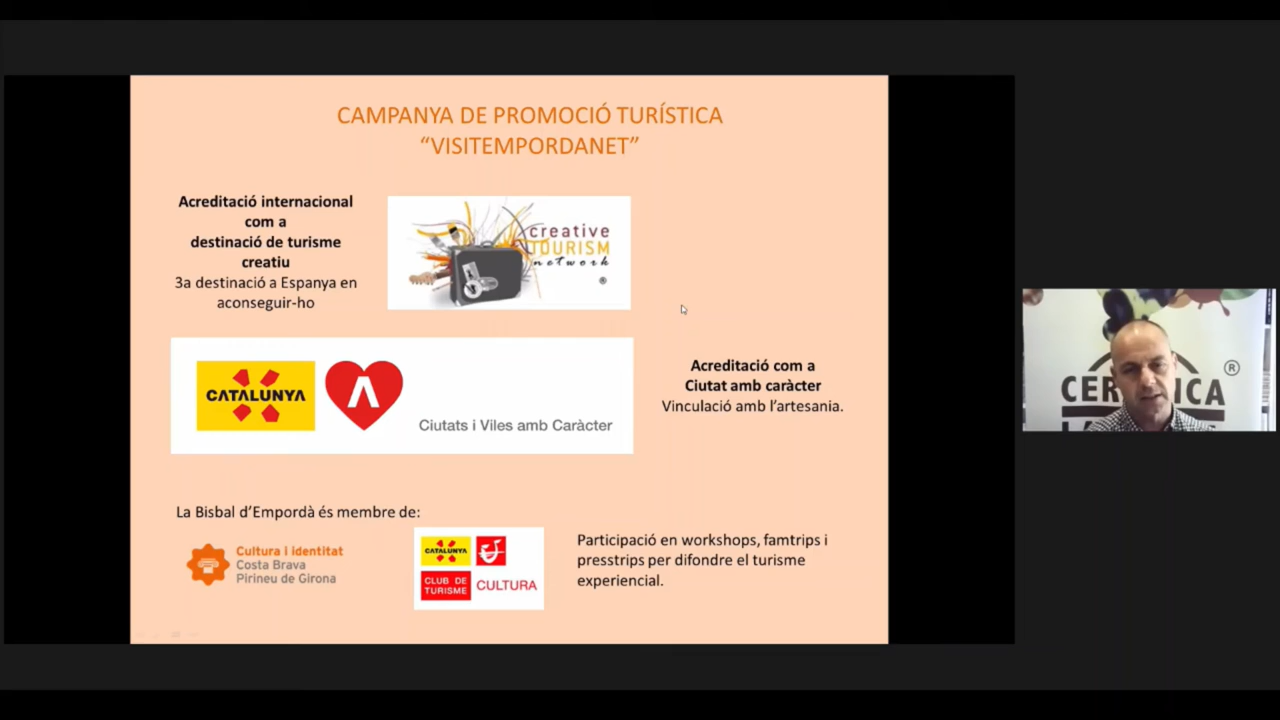 CAMPANYA DE PROMOCIÓ TURÍSTICA
“VISITEMPORDANET”
Acreditació internacional
com a
destinació de turisme
creatiu
3a destinació a Espanya en
aconseguir-ho
creative
tourism
network
®
CATALUNYA
Ciutats i Viles amb Caràcter
Acreditació com a
Ciutat amb caràcter
Vinculació amb l’artesania.
La Bisbal d’Empordà és membre de:
Cultura i identitat
Costa Brava
Pirineu de Girona
CATALUNYA
CLUB DE
TURISME
CULTURA
Participació en workshops, famtrips i
presstrips per difondre el turisme
experiencial.
®